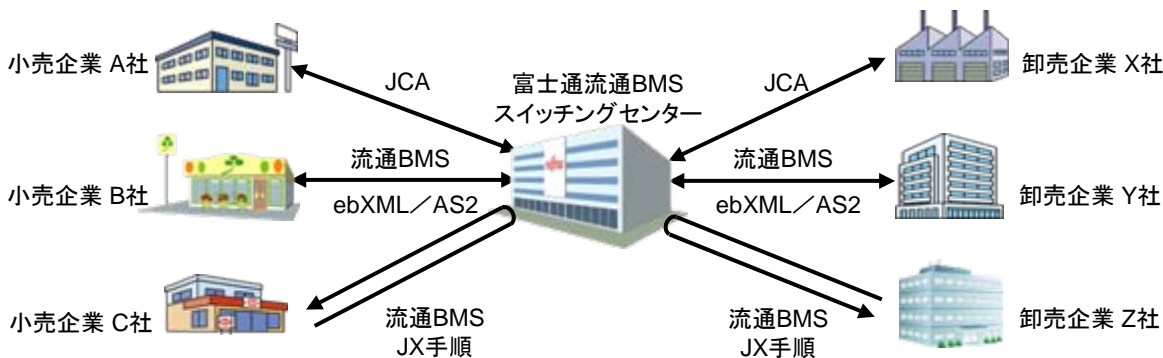 小売企業 A社
JCA
富士通流通BMS
スイッチングセンター
JCA
卸売企業 X社
小売企業 B社
流通BMS
ebXML／AS2
流通BMS
ebXML／AS2
卸売企業 Y社
小売企業 C社
流通BMS
JX手順
流通BMS
JX手順
卸売企業 Z社